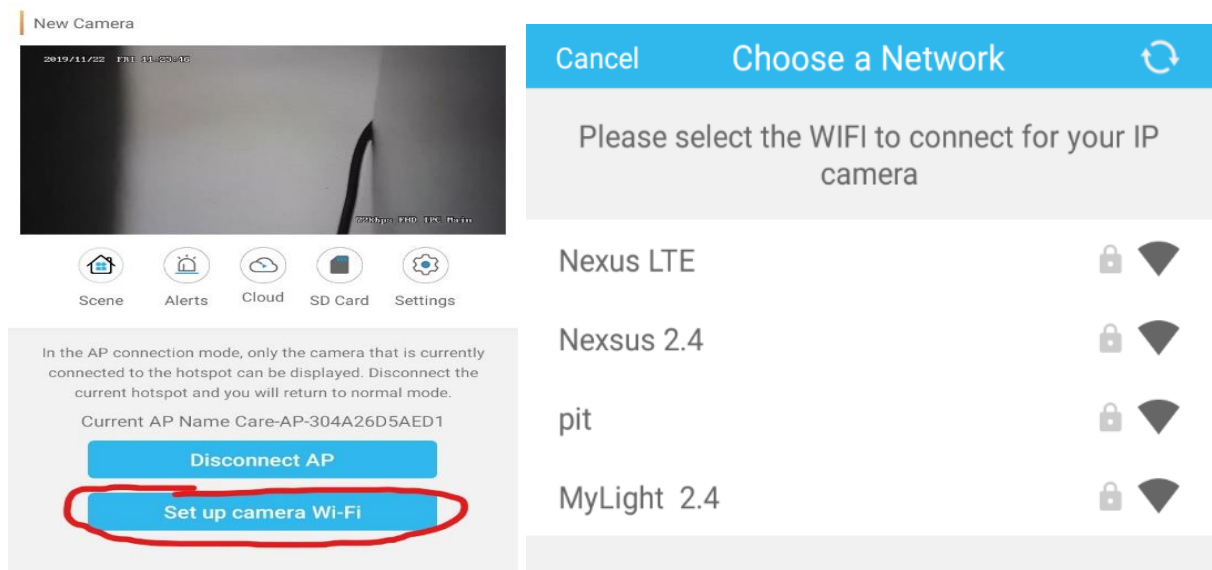 New Camera
2019/11/22 FRI 11:23:46
FHD IPC Main
Scene
Alerts
Cloud
SD Card
Settings
In the AP connection mode, only the camera that is currently
connected to the hotspot can be displayed. Disconnect the
current hotspot and you will return to normal mode.
Current AP Name Care-AP-304A26D5AED1
Disconnect AP
Set up camera Wi-Fi
Cancel
Choose a Network
Please select the WIFI to connect for your IP
camera
Nexus LTE
Nexsus 2.4
pit
MyLight 2.4